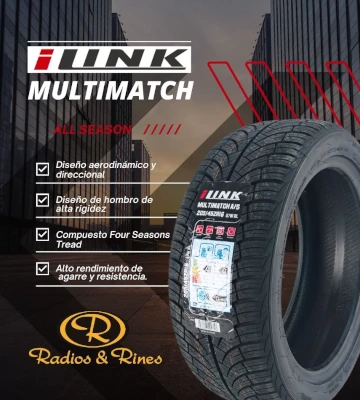 iLINK
MULTIMATCH
ALL SEASON
Diseño aerodinámico y
direccional
Diseño de hombro de
alta rigidez
Compuesto Four Seasons
Tread
Alto rendimiento de
agarre y resistencia.
R
Radios & Rines
iLINK
MULTIMATCH A/S